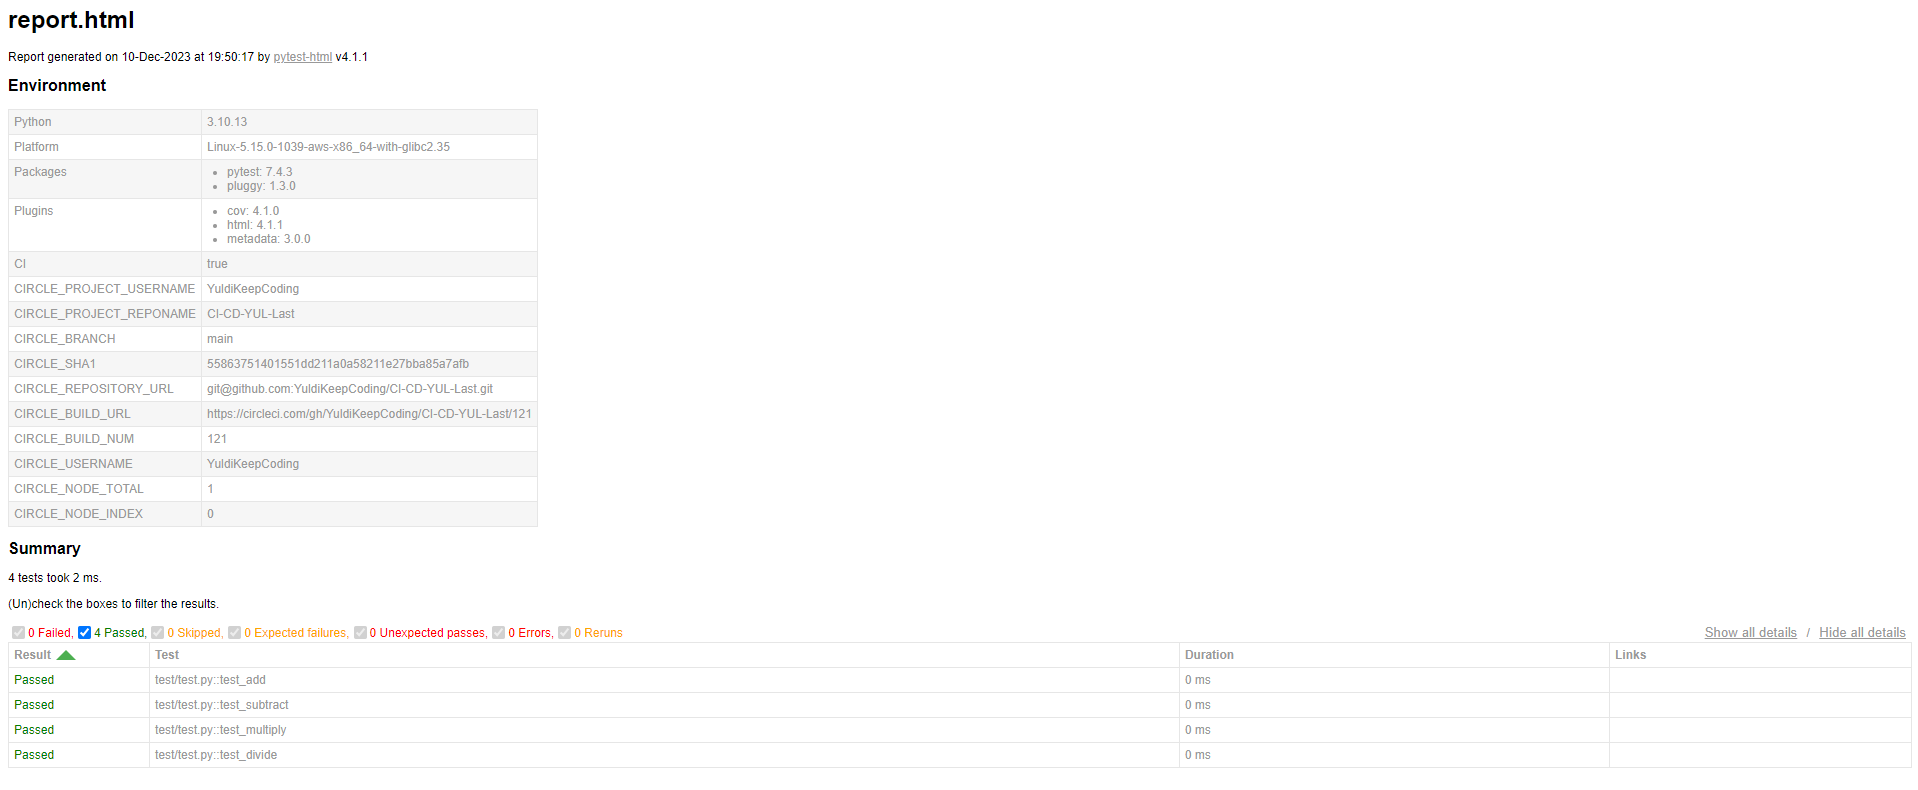 report.html
Report generated on 10-Dec-2023 at 19:50:17 by pytest-html v4.1.1
Environment
Python 3.10.13
Platform Linux-5.15.0-1039-aws-x86_64-with-glibc2.35
Packages
• pytest: 7.4.3
• pluggy: 1.3.0
Plugins
• cov: 4.1.0
• html: 4.1.1
• metadata: 3.0.0
CI true
CIRCLE_PROJECT_USERNAME YuldiKeepCoding
CIRCLE_PROJECT_REPONAME CI-CD-YUL-Last
CIRCLE_BRANCH main
CIRCLE_SHA1 55863751401551dd211a0a58211e27bba85a7afb
CIRCLE_REPOSITORY_URL git@github.com:YuldiKeepCoding/CI-CD-YUL-Last.git
CIRCLE_BUILD_URL https://circleci.com/gh/YuldiKeepCoding/CI-CD-YUL-Last/121
CIRCLE_BUILD_NUM 121
CIRCLE_USERNAME YuldiKeepCoding
CIRCLE_NODE_TOTAL 1
CIRCLE_NODE_INDEX 0
Summary
4 tests took 2 ms.
(Un)check the boxes to filter the results.
0 Failed, 4 Passed, 0 Skipped, 0 Expected failures, 0 Unexpected passes, 0 Errors, 0 Reruns Show all details / Hide all details
Result Test Duration Links
Passed test/test.py::test_add 0 ms
Passed test/test.py::test_subtract 0 ms
Passed test/test.py::test_multiply 0 ms
Passed test/test.py::test_divide 0 ms